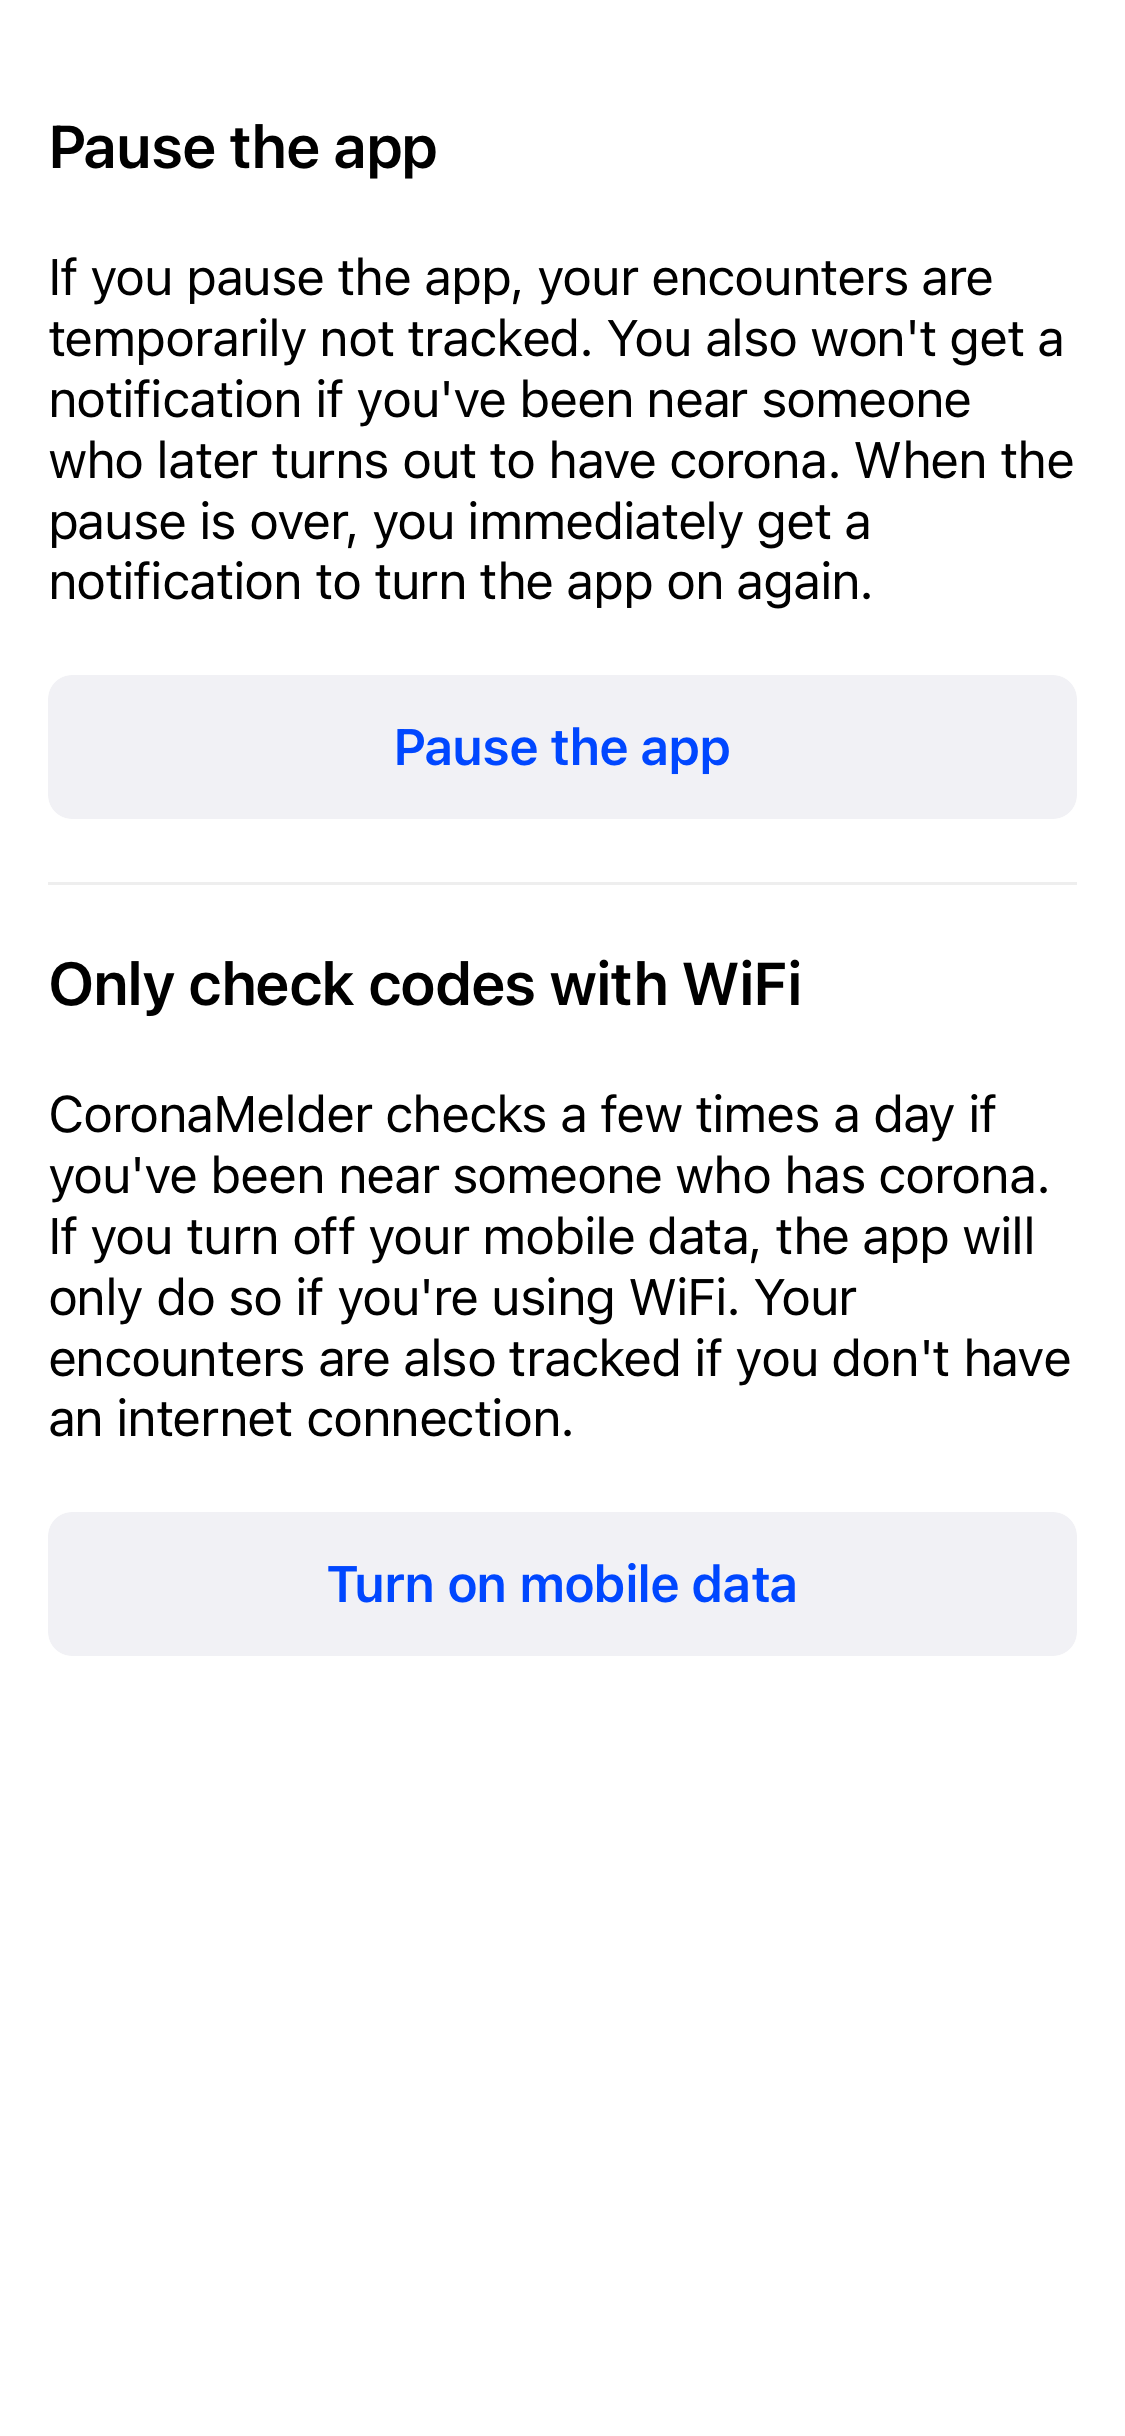 Pause the app
If you pause the app, your encounters are
temporarily not tracked. You also won't get a
notification if you've been near someone
who later turns out to have corona. When the
pause is over, you immediately get a
notification to turn the app on again.
Pause the app
Only check codes with WiFi
CoronaMelder checks a few times a day if
you've been near someone who has corona.
If you turn off your mobile data, the app will
only do so if you're using WiFi. Your
encounters are also tracked if you don't have
an internet connection.
Turn on mobile data